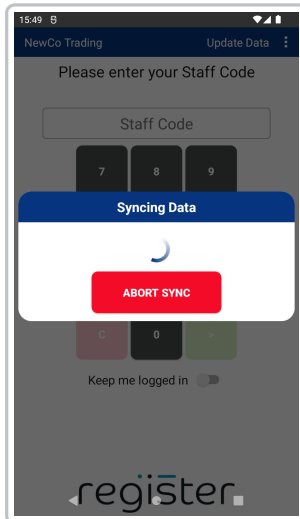 15:49
NewCo Trading Update Data
Please enter your Staff Code
Staff Code
7 8 9
Syncing Data
ABORT SYNC
C 0 >
Keep me logged in
register